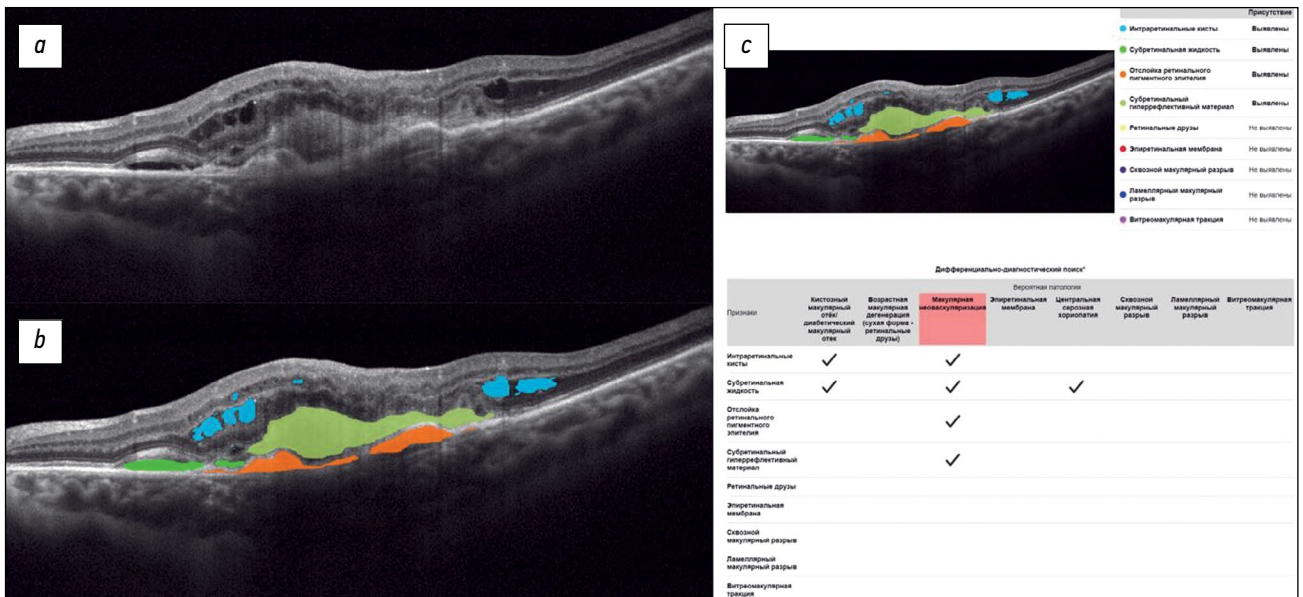 a
b
c
Присутствие
Интраретинальные кисты Выявлены
Субретинальная жидкость Выявлены
Отслойка ретинального
пигментного эпителия
Выявлены
Субретинальный
гиперрефлективный материал
Выявлены
Ретинальные друзы Не выявлены
Эпиретинальная мембрана Не выявлены
Сквозной макулярный разрыв Не выявлены
Ламеллярный макулярный
разрыв
Не выявлены
Витреомакулярная тракция Не выявлены
Дифференциально-диагностический поиск*
Вероятная патология
Признаки
Кистозный
макулярный
отёк/
диабетический
макулярный
отек
Возрастная
макулярная
дегенерация
(сухая форма -
ретинальные
друзы)
Макулярная
неоваскуляризация
Эпиретинальная
мембрана
Центральная
серозная
хориопатия
Сквозной
макулярный
разрыв
Ламеллярный
макулярный
разрыв
Витреомакулярная
тракция
Интраретинальные
кисты
✓ ✓
Субретинальная
жидкость
✓ ✓ ✓
Отслойка
ретинального
пигментного
эпителия
✓
Субретинальный
гиперрефлективный
материал
✓
Ретинальные друзы
Эпиретинальная
мембрана
Сквозной
макулярный разрыв
Ламеллярный
макулярный разрыв
Витреомакулярная
тракция